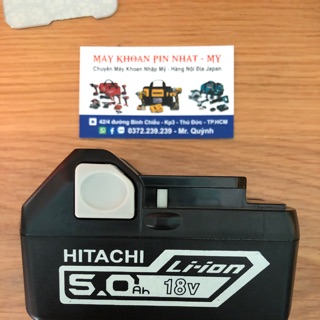 MÁY KHOAN PIN NHẬT - MỸ
Chuyên Máy Khoan Nhập Mỹ - Hàng Nội Địa Japan
42/4 đường Bình Chiểu - Kp3 - Thủ Đức - TP.HCM
0372.239.239 - Mr. Quỳnh
HITACHI
Li-ion
5.0Ah 18V